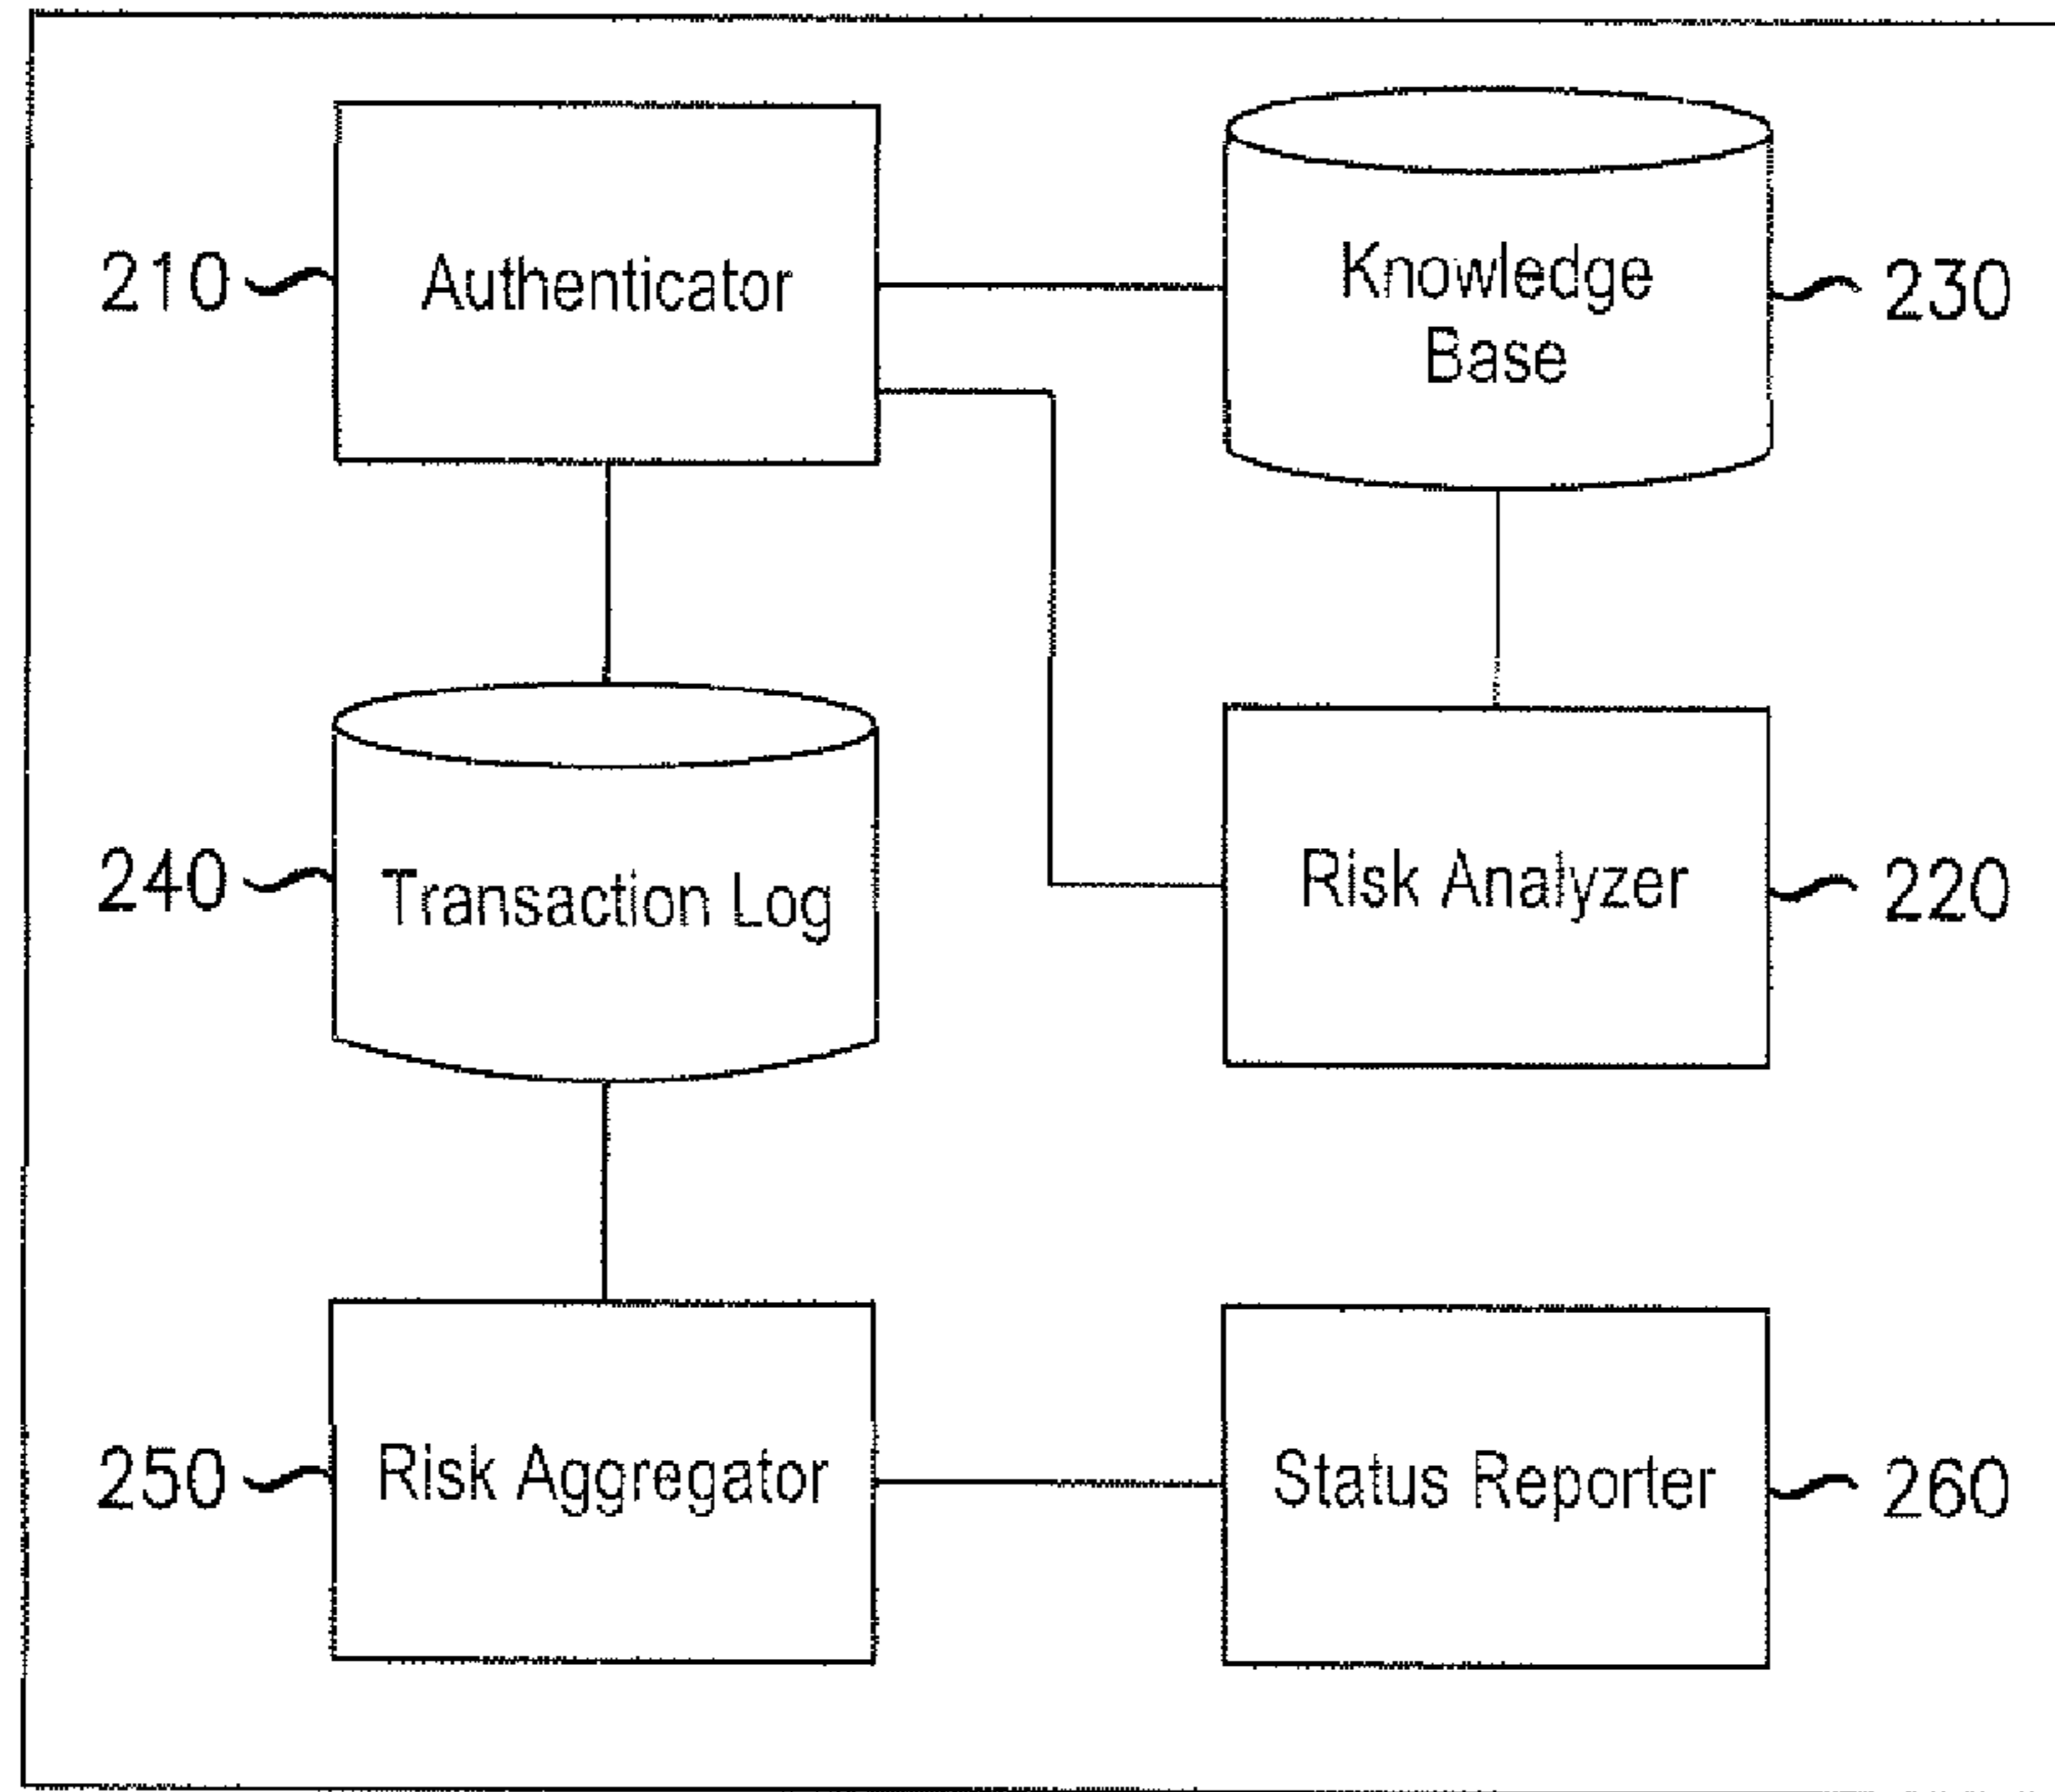 210
Authenticator
Knowledge
Base
230
240
Transaction Log
Risk Analyzer
220
250
Risk Aggregator
Status Reporter
260